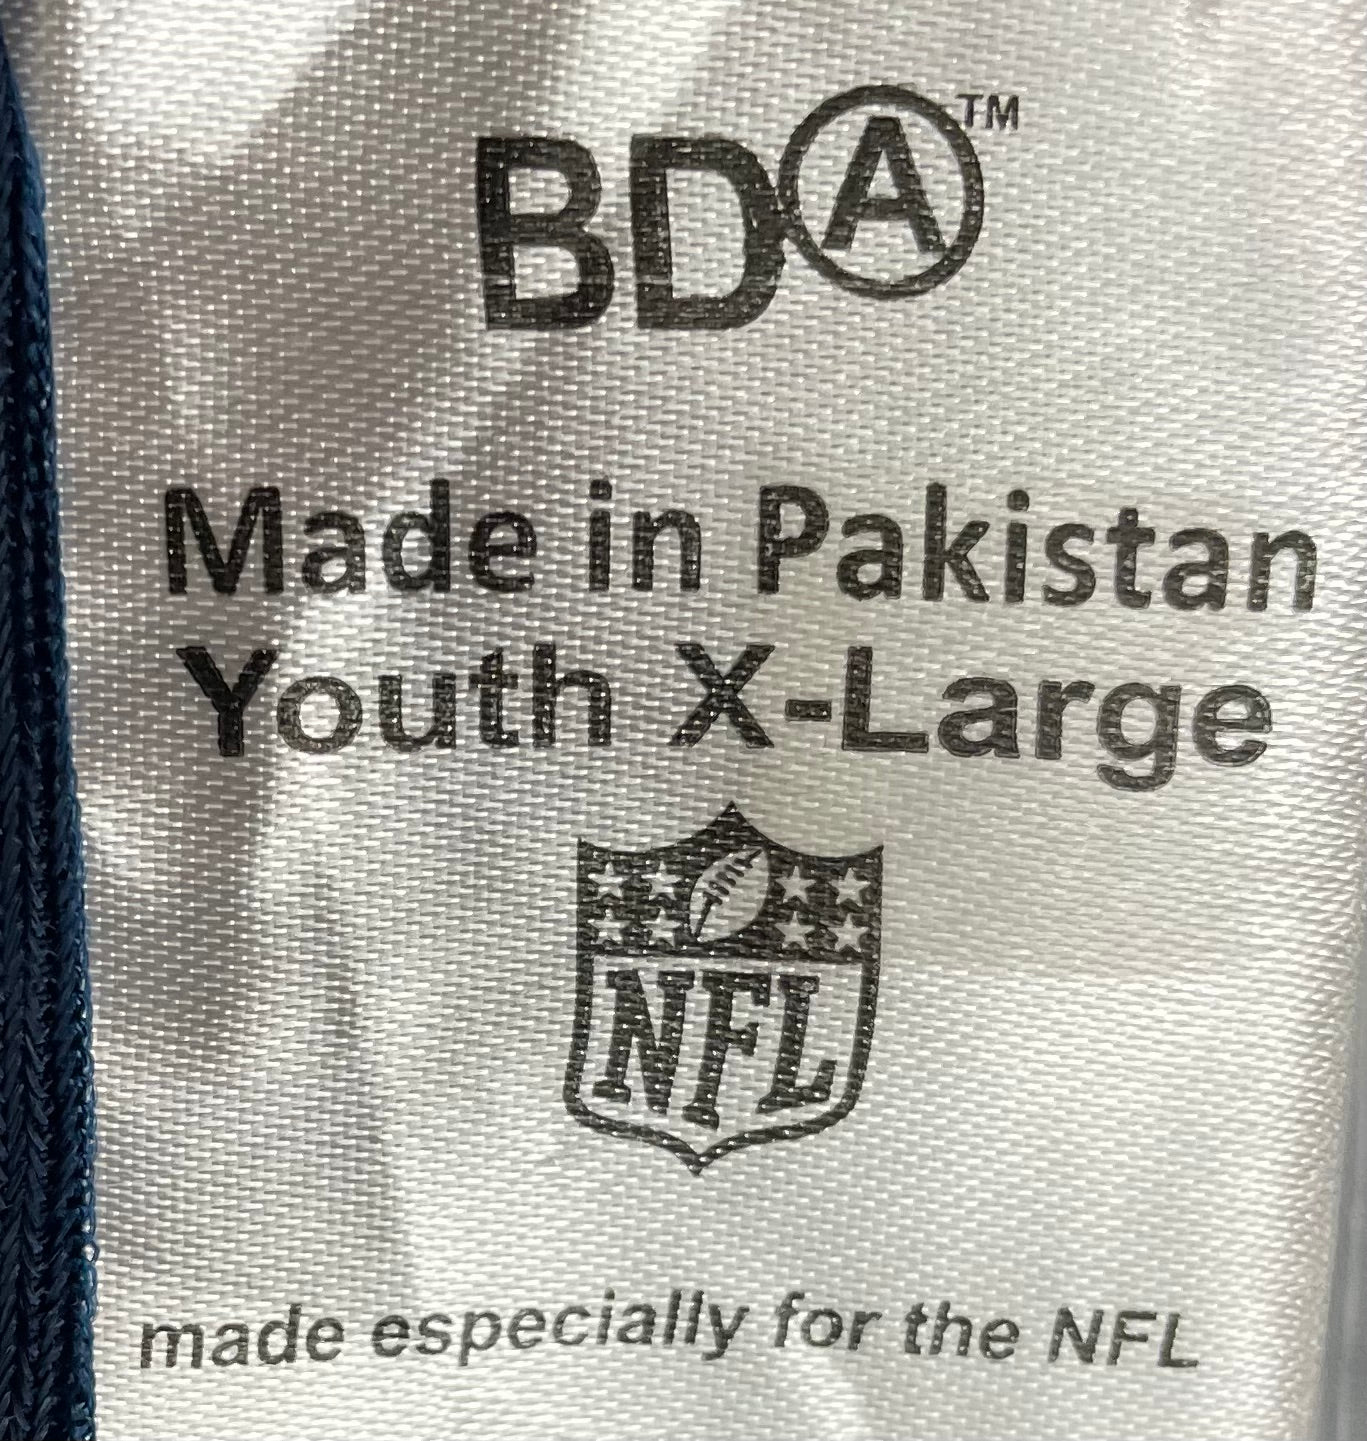 BDA™
Made in Pakistan
Youth X-Large
NFL
made especially for the NFL